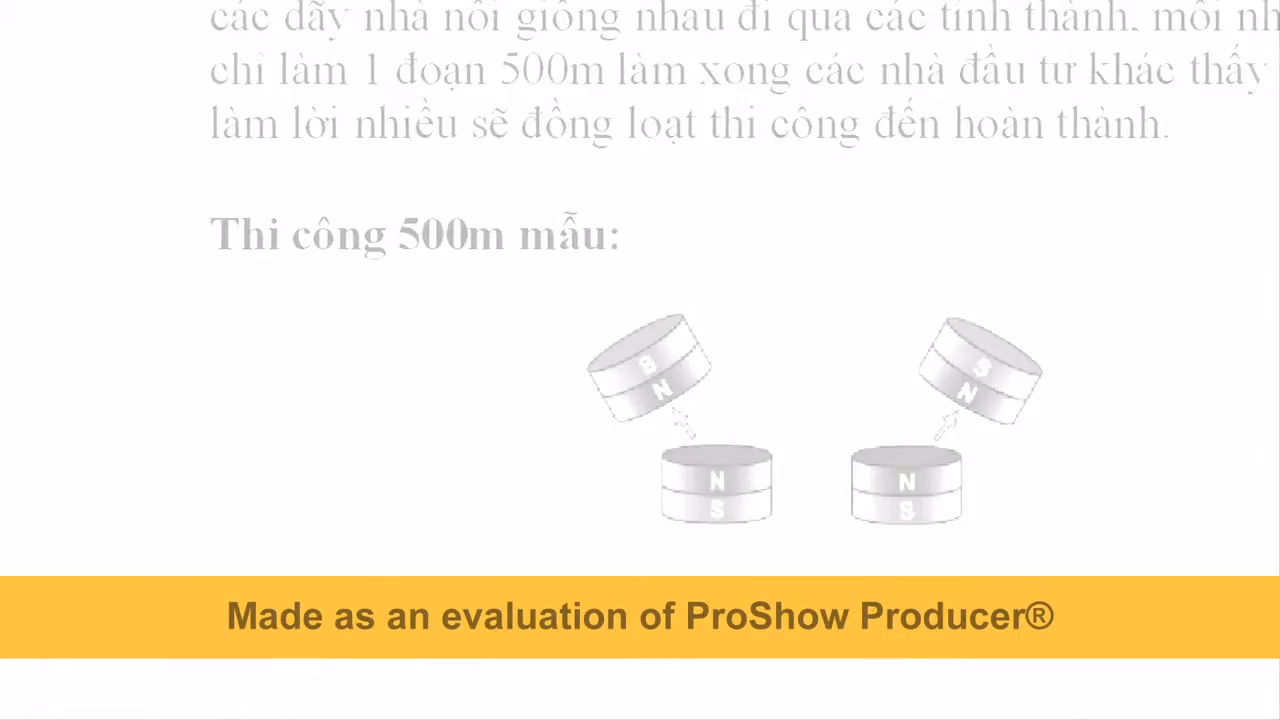 các dãy nhà nối giống nhau đi qua các tỉnh thành, mỗi
chỉ làm 1 đoạn 500m làm xong các nhà đầu tư khác thấy
làm lời nhiều sẽ đồng loạt thi công đến hoàn thành.
Thi công 500m mẫu:
S
N
S
N
N
S
N
S
Made as an evaluation of ProShow Producer®